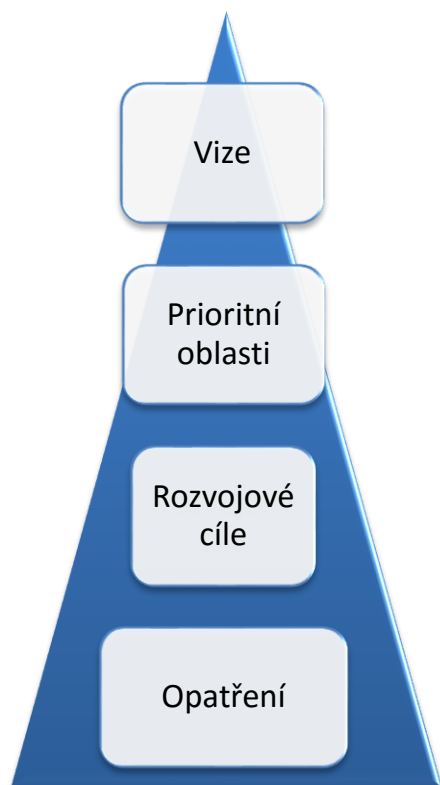 Vize
Prioritní
oblasti
Rozvojové
cíle
Opatření